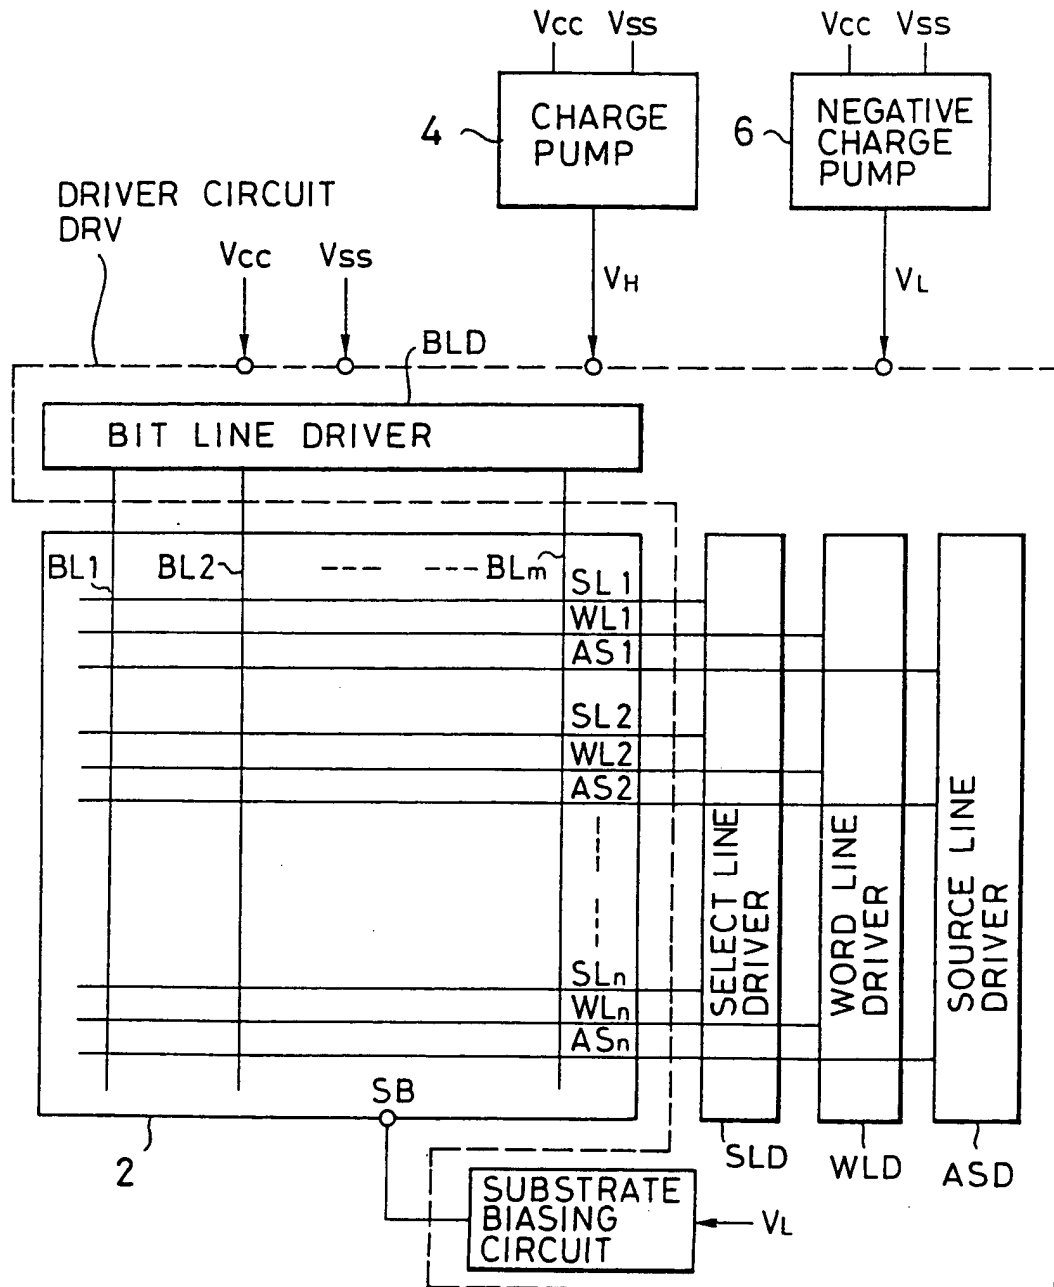 Vcc Vss
Vcc Vss
4
CHARGE
PUMP
6
NEGATIVE
CHARGE
PUMP
DRIVER CIRCUIT
DRV
Vcc
Vss
VH
VL
BLD
BIT LINE DRIVER
BL1
BL2
BLm
SL1
WL1
AS1
SL2
WL2
AS2
SLn
WLn
ASn
SELECT LINE
DRIVER
WORD LINE
DRIVER
SOURCE LINE
DRIVER
SB
2
SLD
WLD
ASD
SUBSTRATE
BIASING
CIRCUIT
VL